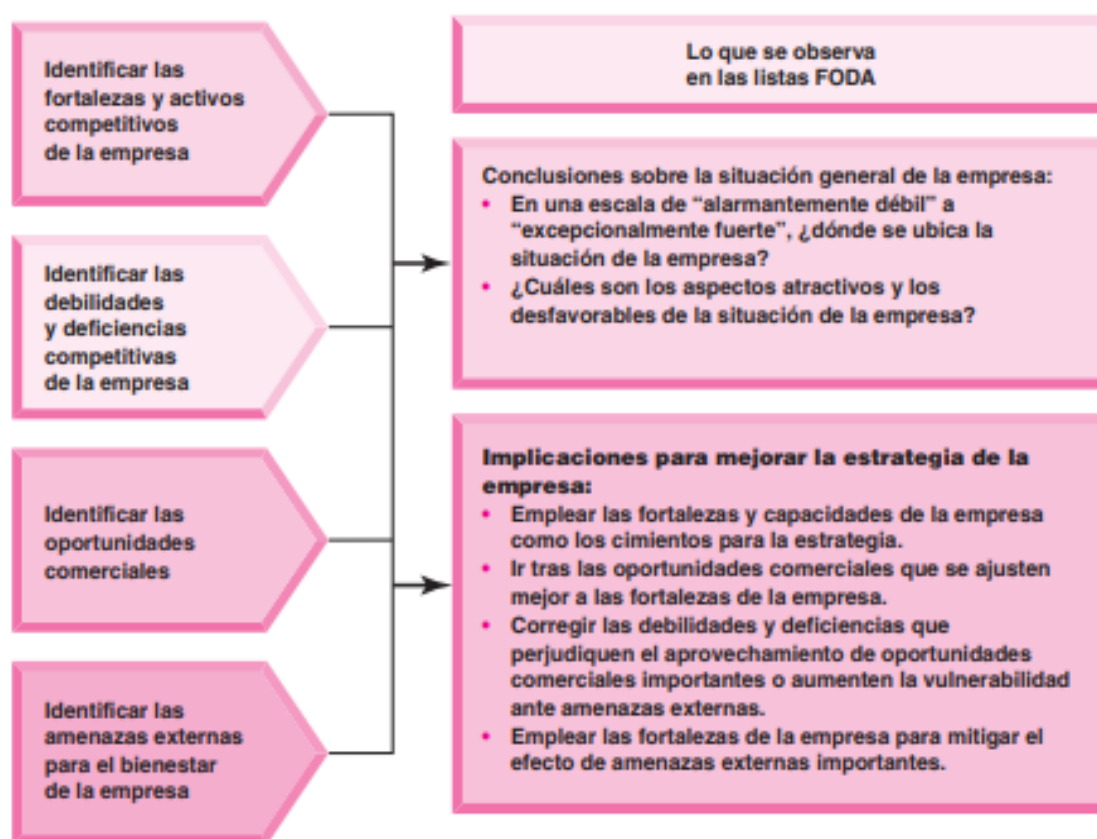 Identificar las
fortalezas y activos
competitivos
de la empresa
Identificar las
debilidades
y deficiencias
competitivas
de la empresa
Identificar las
oportunidades
comerciales
Identificar las
amenazas externas
para el bienestar
de la empresa
Lo que se observa
en las listas FODA
Conclusiones sobre la situación general de la empresa:
• En una escala de “alarmantemente débil” a
“excepcionalmente fuerte”, ¿dónde se ubica la
situación de la empresa?
• ¿Cuáles son los aspectos atractivos y los
desfavorables de la situación de la empresa?
Implicaciones para mejorar la estrategia de la
empresa:
• Emplear las fortalezas y capacidades de la empresa
como los cimientos para la estrategia.
• Ir tras las oportunidades comerciales que se ajusten
mejor a las fortalezas de la empresa.
• Corregir las debilidades y deficiencias que
perjudiquen el aprovechamiento de oportunidades
comerciales importantes o aumenten la vulnerabilidad
ante amenazas externas.
• Emplear las fortalezas de la empresa para mitigar el
efecto de amenazas externas importantes.